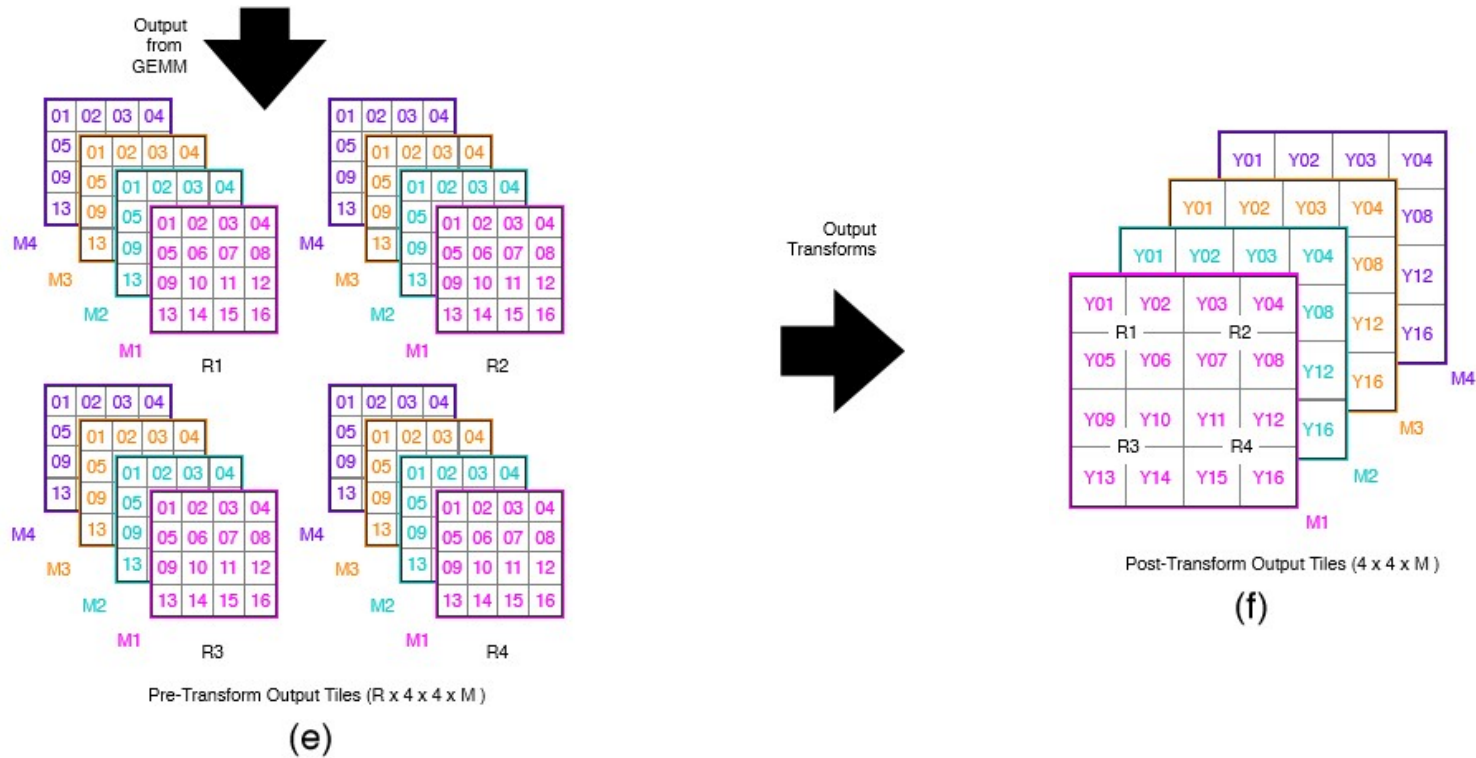 Output
from
GEMM
01 02 03 04
05
09
13
M4
01 02 03 04
05
09
13
M3
01 02 03 04
05
09
13
M2
01 02 03 04
05 06 07 08
09 10 11 12
13 14 15 16
M1
R1
01 02 03 04
05
09
13
M4
01 02 03 04
05
09
13
M3
01 02 03 04
05
09
13
M2
01 02 03 04
05 06 07 08
09 10 11 12
13 14 15 16
M1
R2
01 02 03 04
05
09
13
M4
01 02 03 04
05
09
13
M3
01 02 03 04
05
09
13
M2
01 02 03 04
05 06 07 08
09 10 11 12
13 14 15 16
M1
R3
01 02 03 04
05
09
13
M4
01 02 03 04
05
09
13
M3
01 02 03 04
05
09
13
M2
01 02 03 04
05 06 07 08
09 10 11 12
13 14 15 16
M1
R4
Pre-Transform Output Tiles (R x 4 x 4 x M )
(e)
Output
Transforms
Y01 Y02 Y03 Y04
Y08
Y12
Y16
M4
Y01 Y02 Y03 Y04
Y08
Y12
Y16
M3
Y01 Y02 Y03 Y04
Y08
Y12
Y16
M2
Y01 Y02 Y03 Y04
R1 R2
Y05 Y06 Y07 Y08
Y09 Y10 Y11 Y12
R3 R4
Y13 Y14 Y15 Y16
M1
Post-Transform Output Tiles (4 x 4 x M )
(f)